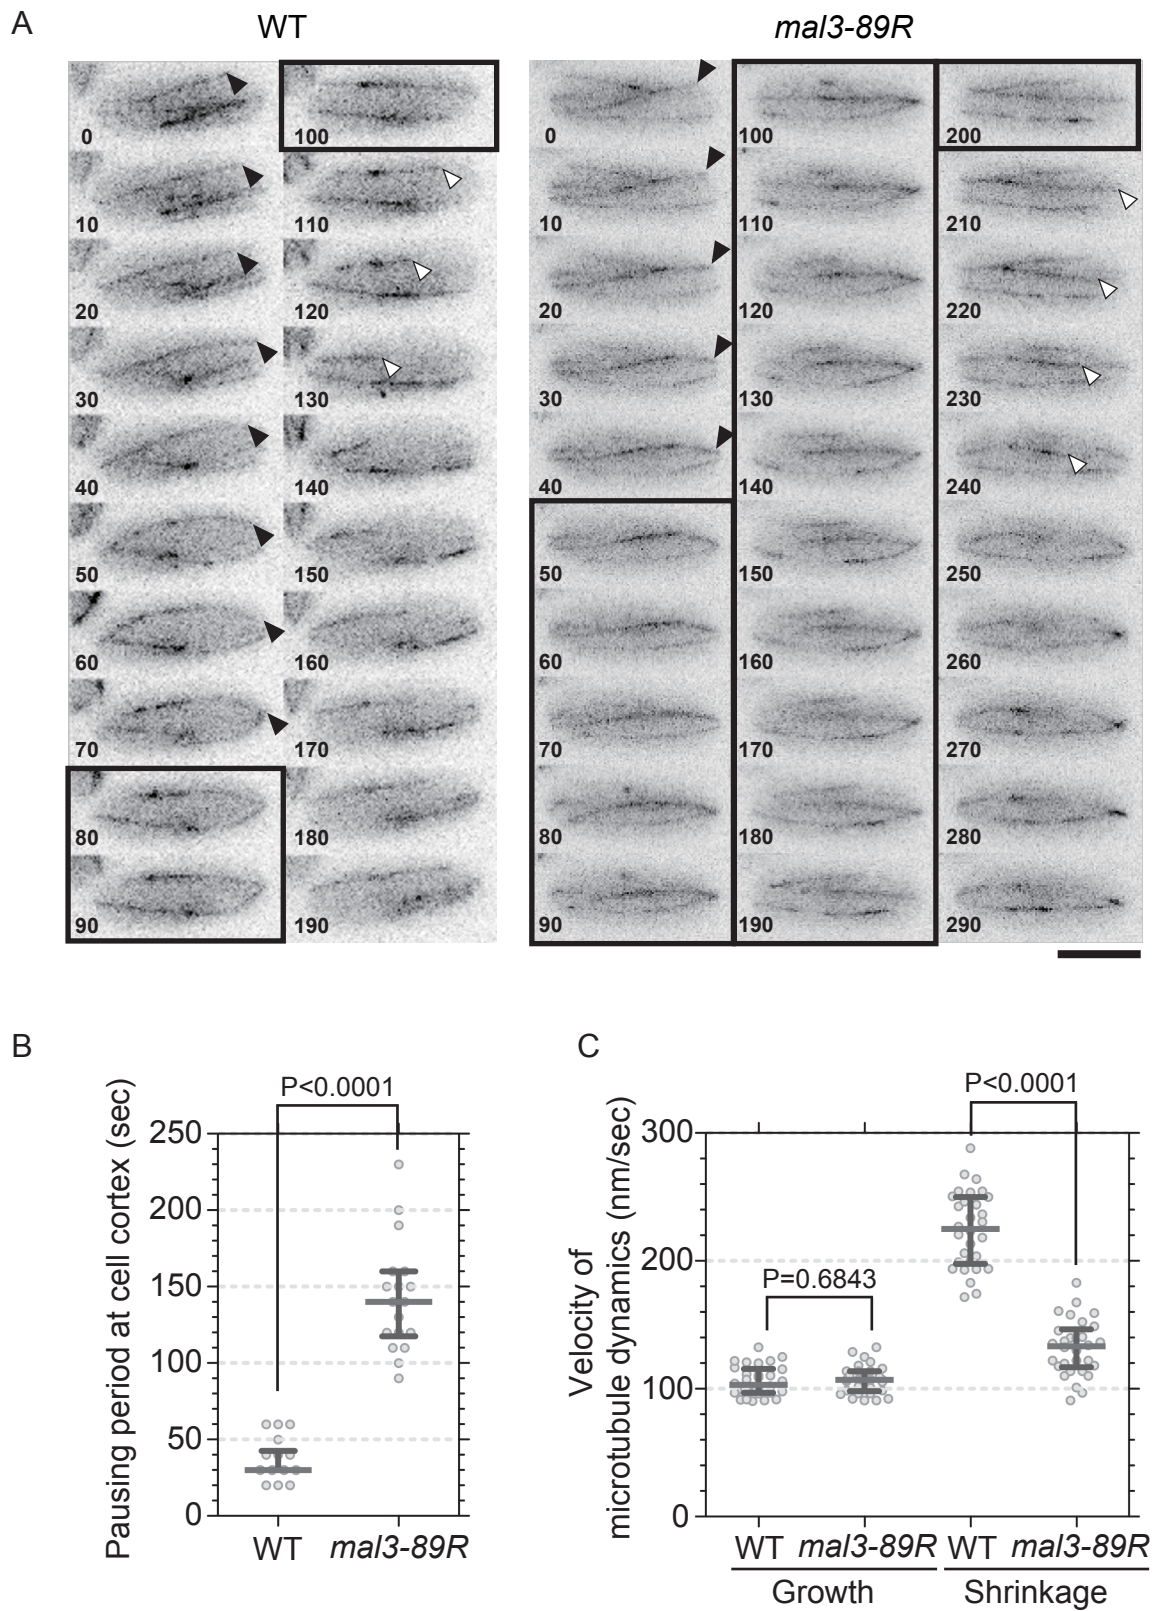 A
WT
mal3-89R
0 100 0 100 200
10 110 10 110 210
20 120 20 120 220
30 130 30 130 230
40 140 40 140 240
50 150 50 150 250
60 160 60 160 260
70 170 70 170 270
80 180 80 180 280
90 190 90 190 290
B
Pausing period at cell cortex (sec)
P<0.0001
250
200
150
100
50
0
WT mal3-89R
C
Velocity of
microtubule dynamics (nm/sec)
P<0.0001
300
200
P=0.6843
100
0
WT mal3-89R WT mal3-89R
Growth Shrinkage